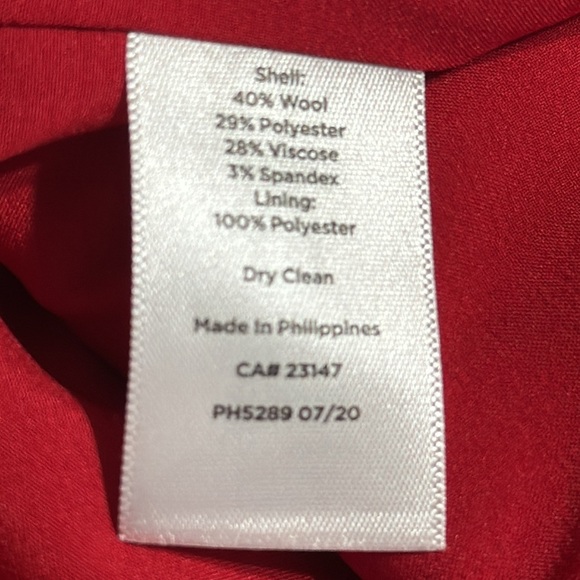 Shell:
40% Wool
29% Polyester
28% Viscose
3% Spandex
Lining:
100% Polyester
Dry Clean
Made In Philippines
CA# 23147
PH5289 07/20